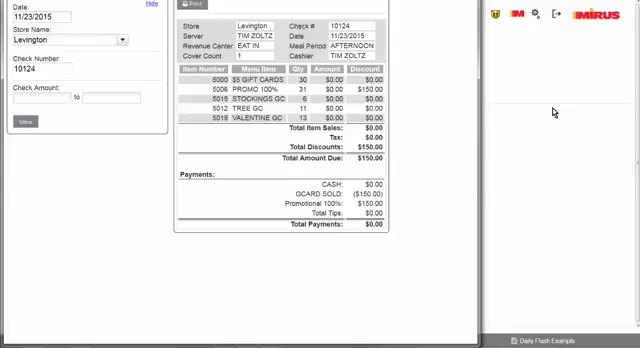 Hide
Date:
11/23/2015
Store Name:
Levington
Check Number:
10124
Check Amount:
to
View
Print
Store Levington Check # 10124
Server TIM ZOLTZ Date 11/23/2015
Revenue Center EAT IN Meal Period AFTERNOON
Cover Count 1 Cashier TIM ZOLTZ
Item Number Menu Item Qty Amount Discount
5000 $5 GIFT CARDS 30 $0.00 $0.00
5006 PROMO 100% 31 $0.00 $150.00
5015 STOCKINGS GC 6 $0.00 $0.00
5012 TREE GC 11 $0.00 $0.00
5019 VALENTINE GC 13 $0.00 $0.00
Total Item Sales: $0.00
Tax: $0.00
Total Discounts: $150.00
Total Amount Due: $150.00
Payments:
CASH: $0.00
GCARD SOLD: ($150.00)
Promotional 100%: $150.00
Total Tips: $0.00
Total Payments: $0.00
MIRUS
Daily Flash Example